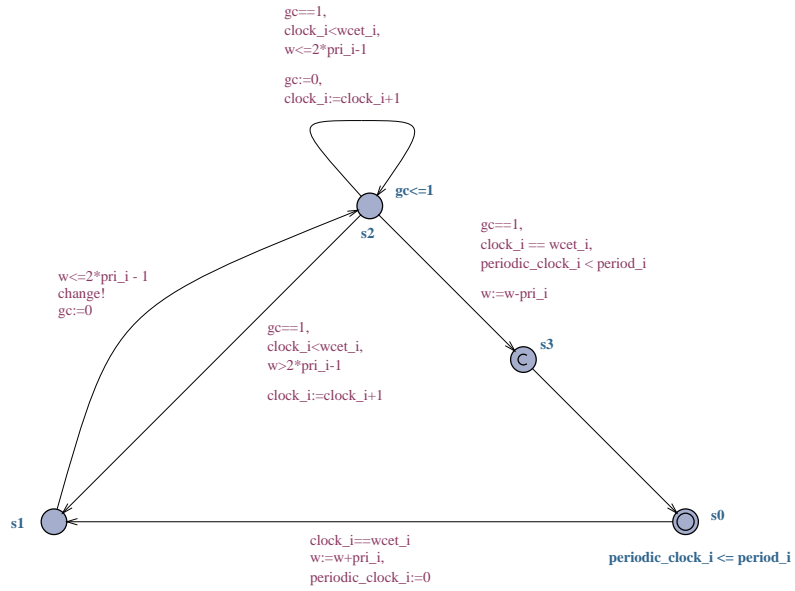 gc==1,
clock_i<wcet_i,
w<=2*pri_i-1
gc:=0,
clock_i:=clock_i+1
gc<=1
s2
gc==1,
clock_i == wcet_i,
periodic_clock_i < period_i
w:=w-pri_i
w<=2*pri_i - 1
change!
gc:=0
gc==1,
clock_i<wcet_i,
w>2*pri_i-1
clock_i:=clock_i+1
s3
C
s1
s0
clock_i==wcet_i
w:=w+pri_i,
periodic_clock_i:=0
periodic_clock_i <= period_i